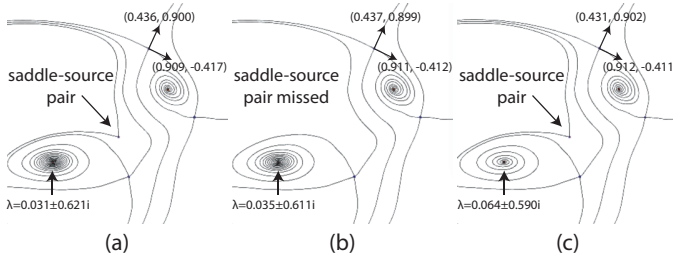 (0.436, 0.900)
(0.909, -0.417)
saddle-source
pair
λ=0.031±0.621i
(a)
(0.437, 0.899)
(0.911, -0.412)
saddle-source
pair missed
λ=0.035±0.611i
(b)
(0.431, 0.902)
(0.912, -0.411
saddle-source
pair
λ=0.064±0.590i
(c)